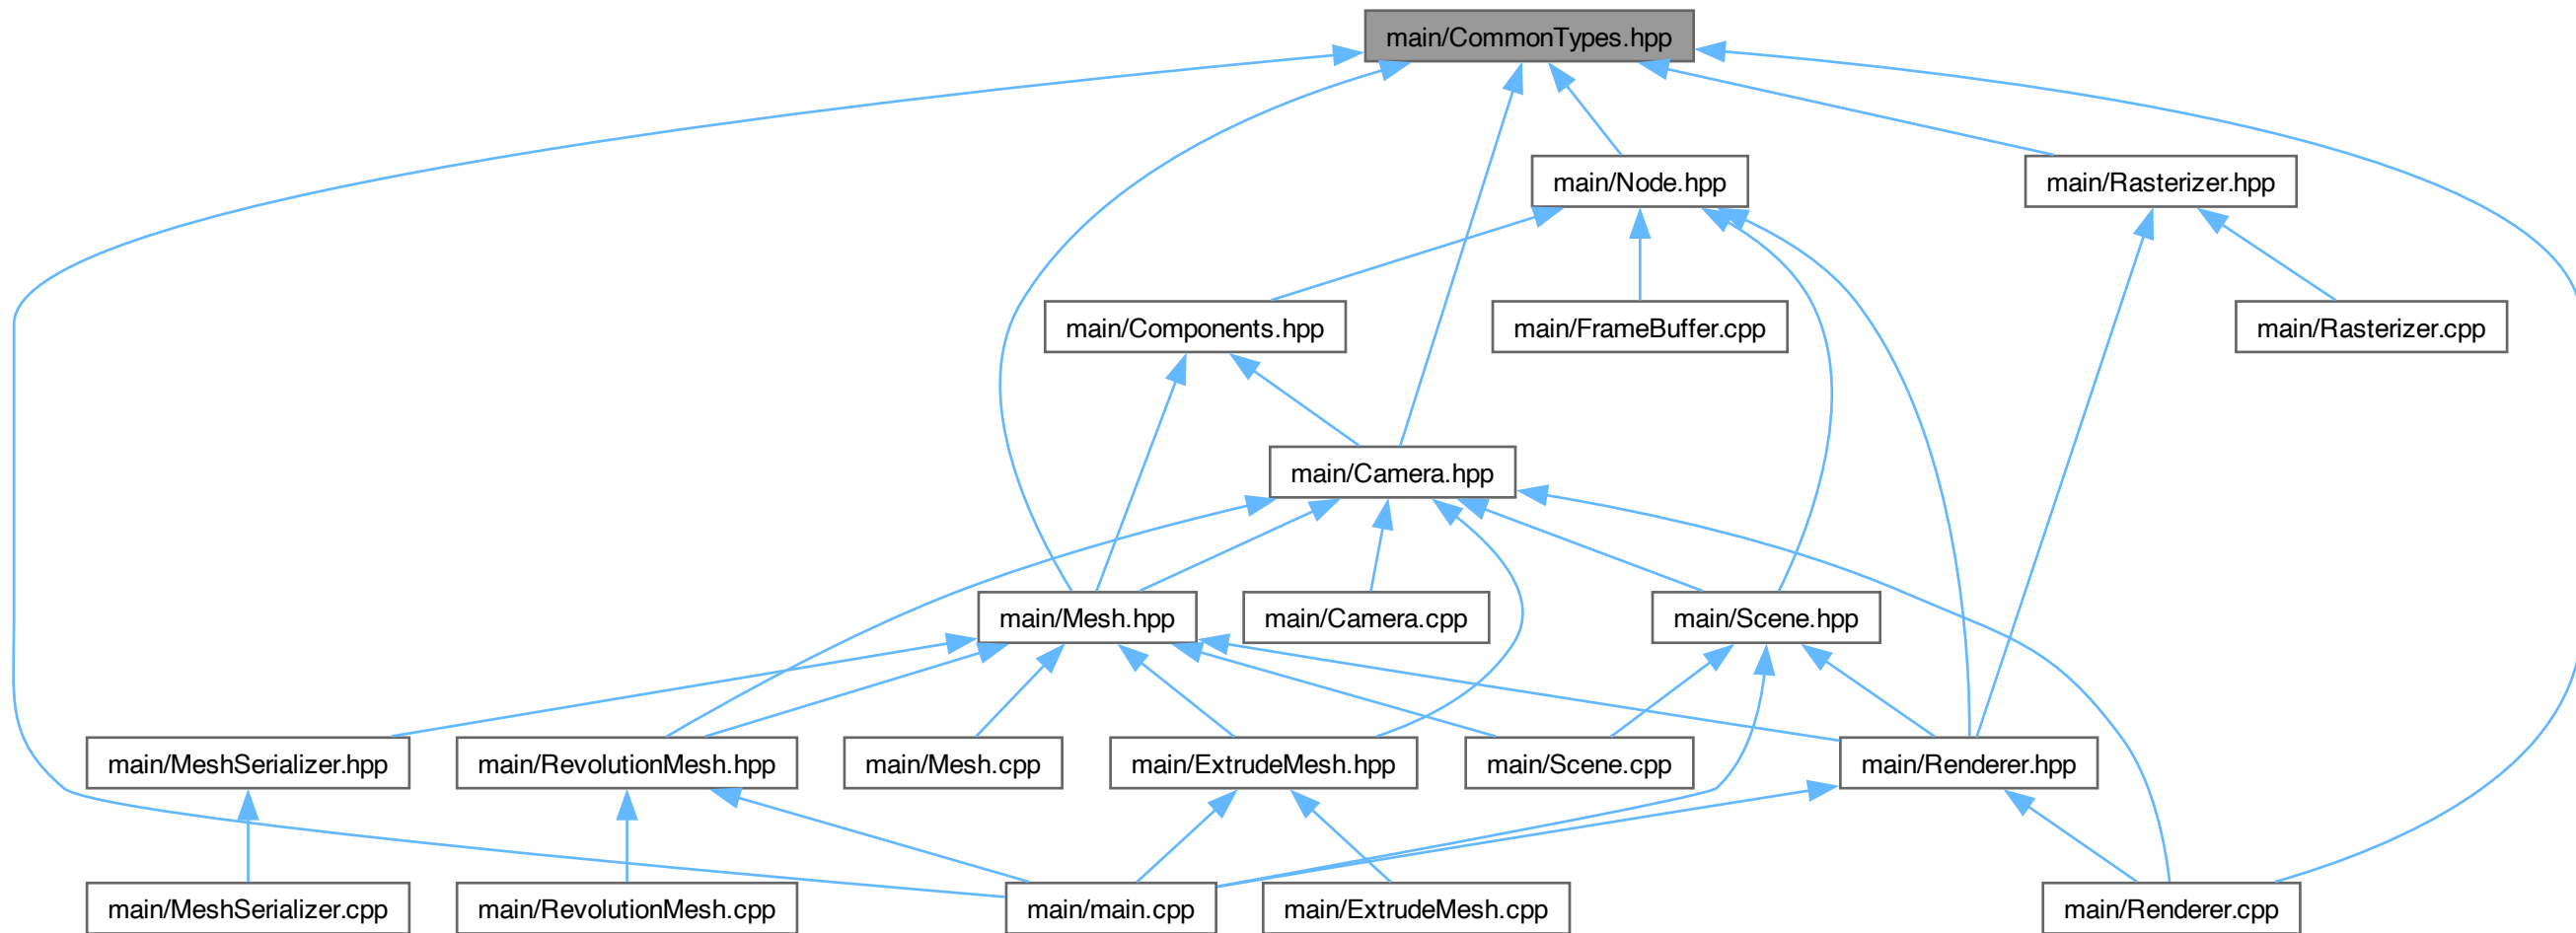 main/CommonTypes.hpp
main/Node.hpp
main/Rasterizer.hpp
main/Components.hpp
main/FrameBuffer.cpp
main/Rasterizer.cpp
main/Camera.hpp
main/Mesh.hpp
main/Camera.cpp
main/Scene.hpp
main/MeshSerializer.hpp
main/RevolutionMesh.hpp
main/Mesh.cpp
main/ExtrudeMesh.hpp
main/Scene.cpp
main/Renderer.hpp
main/MeshSerializer.cpp
main/RevolutionMesh.cpp
main/main.cpp
main/ExtrudeMesh.cpp
main/Renderer.cpp